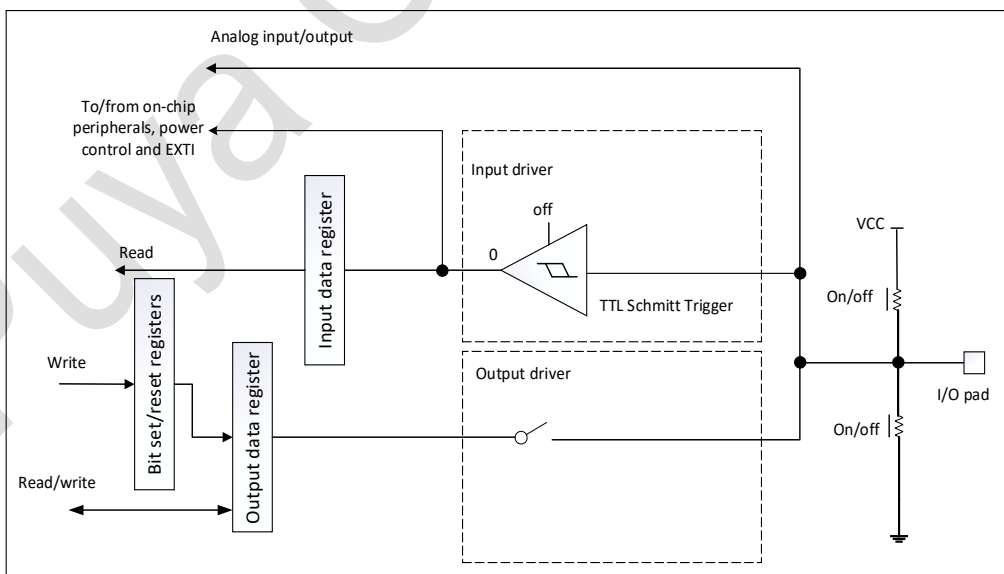 Analog input/output
To/from on-chip
peripherals, power
control and EXTI
Input driver
off
0
VCC
Read
Input data register
TTL Schmitt Trigger
On/off
Bit set/reset registers
Write
Output data register
Output driver
I/O pad
On/off
Read/write
Puya